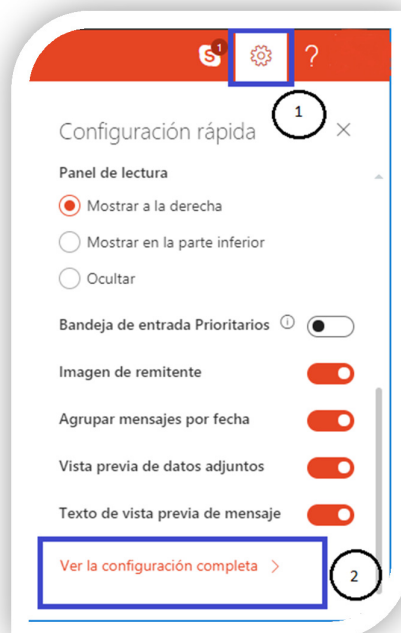 S 1 ?
1
Configuración rápida ×
Panel de lectura
Mostrar a la derecha
Mostrar en la parte inferior
Ocultar
Bandeja de entrada Prioritarios i
Imagen de remitente
Agrupar mensajes por fecha
Vista previa de datos adjuntos
Texto de vista previa de mensaje
Ver la configuración completa >
2